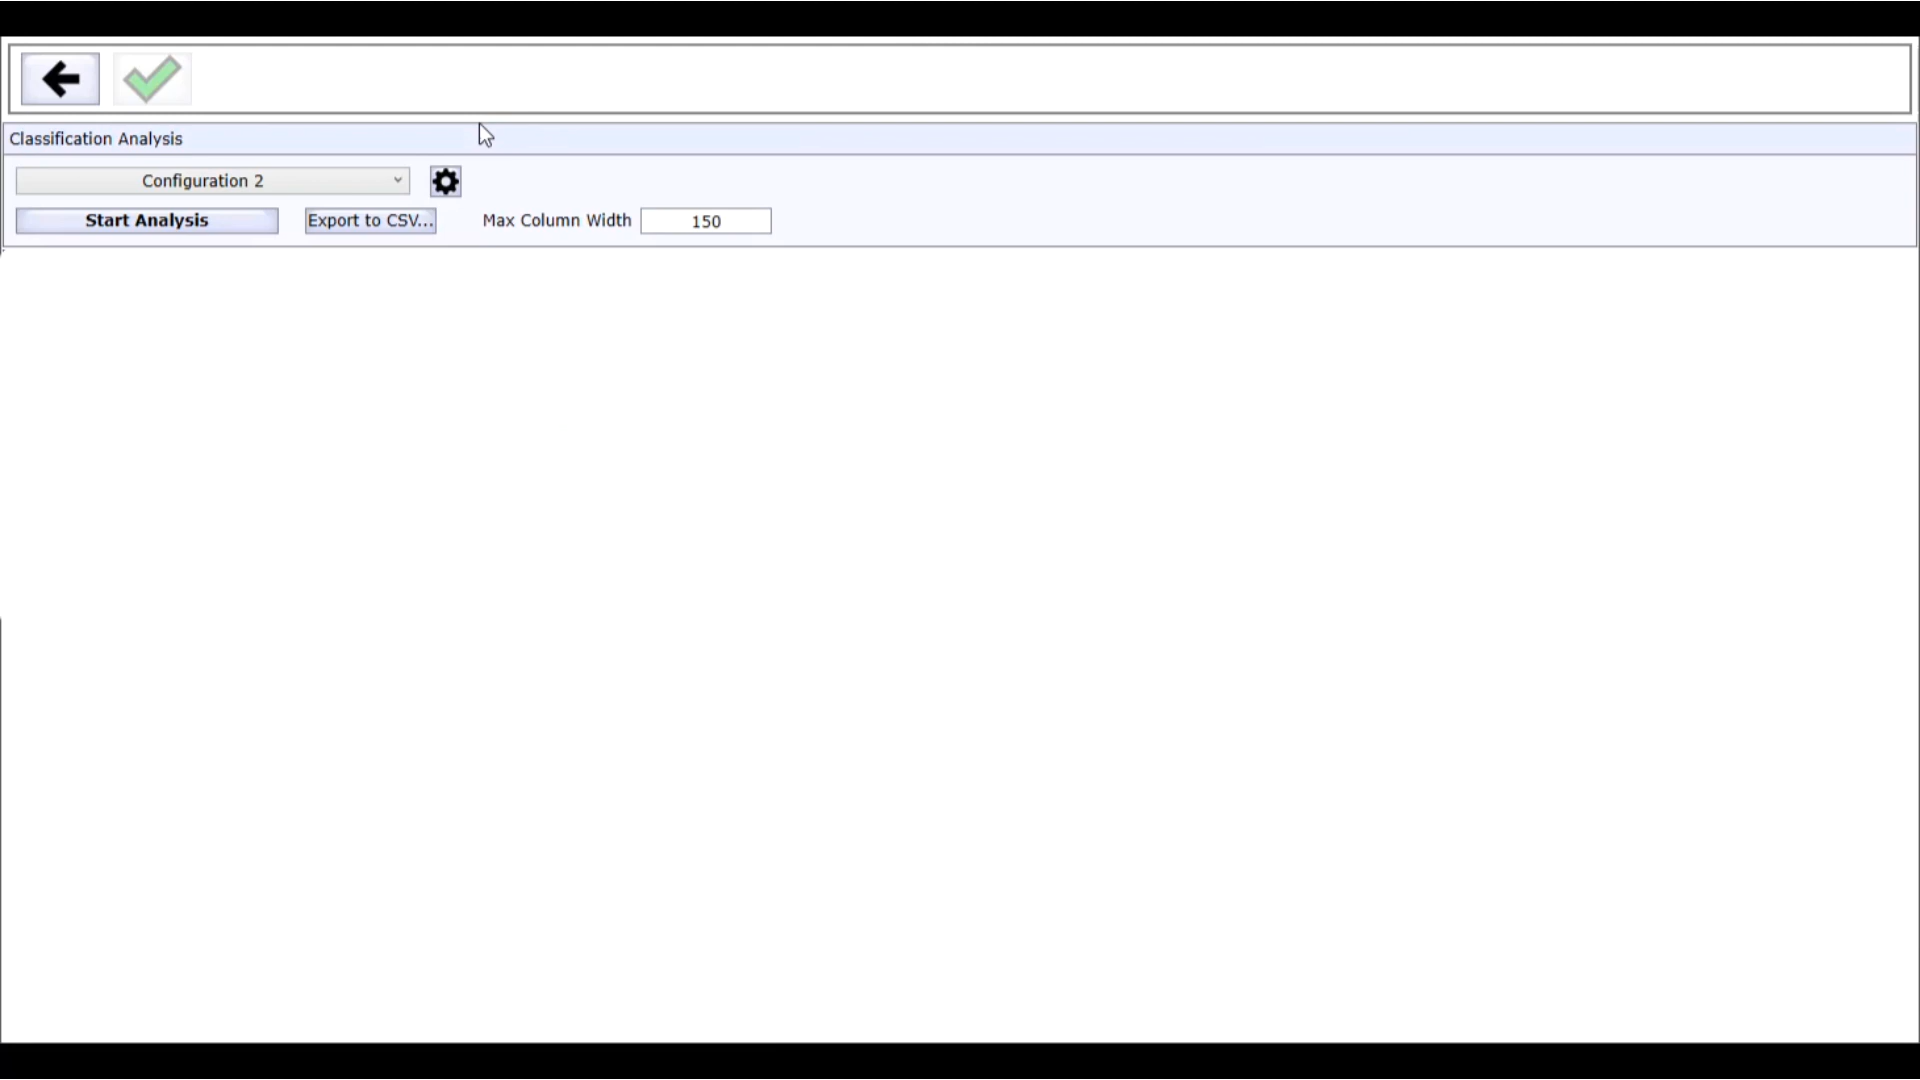 Classification Analysis
Configuration 2
Start Analysis Export to CSV... Max Column Width 150